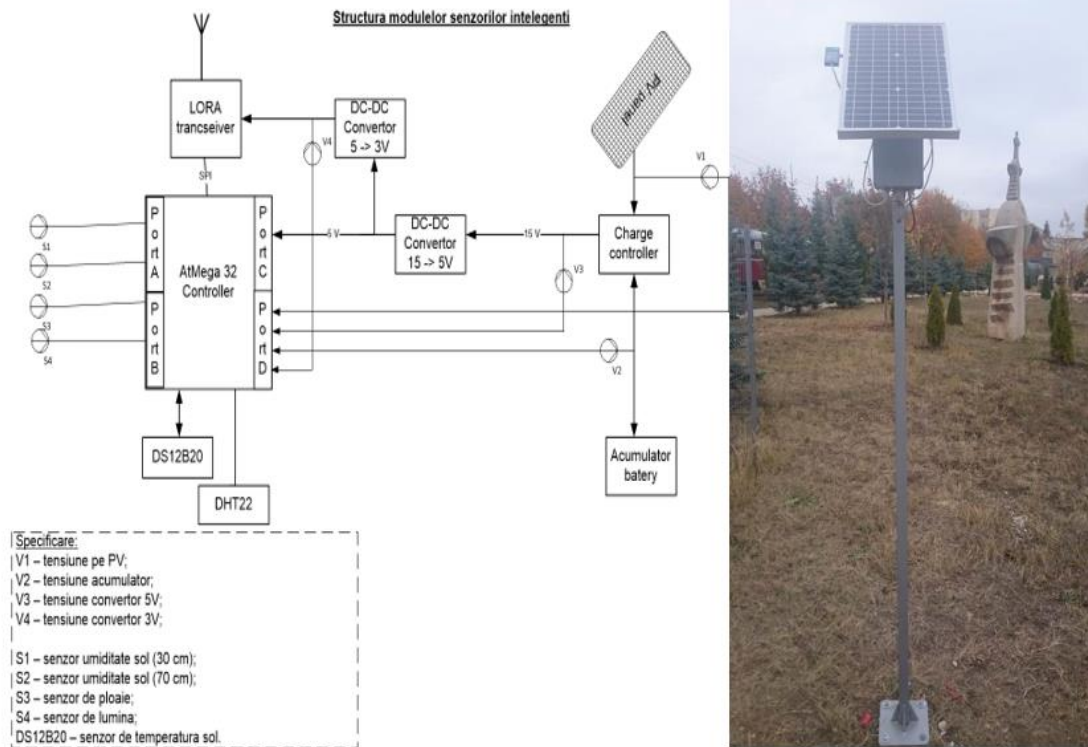 Structura modulelor senzorilor intelegenti
LORA
trancseiver
DC-DC
Convertor
5 -> 3V
PV panel
V4
V1
SPI
Port A
Port B
Port C
Port D
AtMega 32
Controller
S1
S2
S3
S4
5 V
DC-DC
Convertor
15 -> 5V
15 V
Charge
controller
V3
V2
DS12B20
DHT22
Acumulator
batery
Specificare:
V1 – tensiune pe PV;
V2 – tensiune acumulator;
V3 – tensiune convertor 5V;
V4 – tensiune convertor 3V;
S1 – senzor umiditate sol (30 cm);
S2 – senzor umiditate sol (70 cm);
S3 – senzor de ploaie;
S4 – senzor de lumina;
DS12B20 – senzor de temperatura sol.